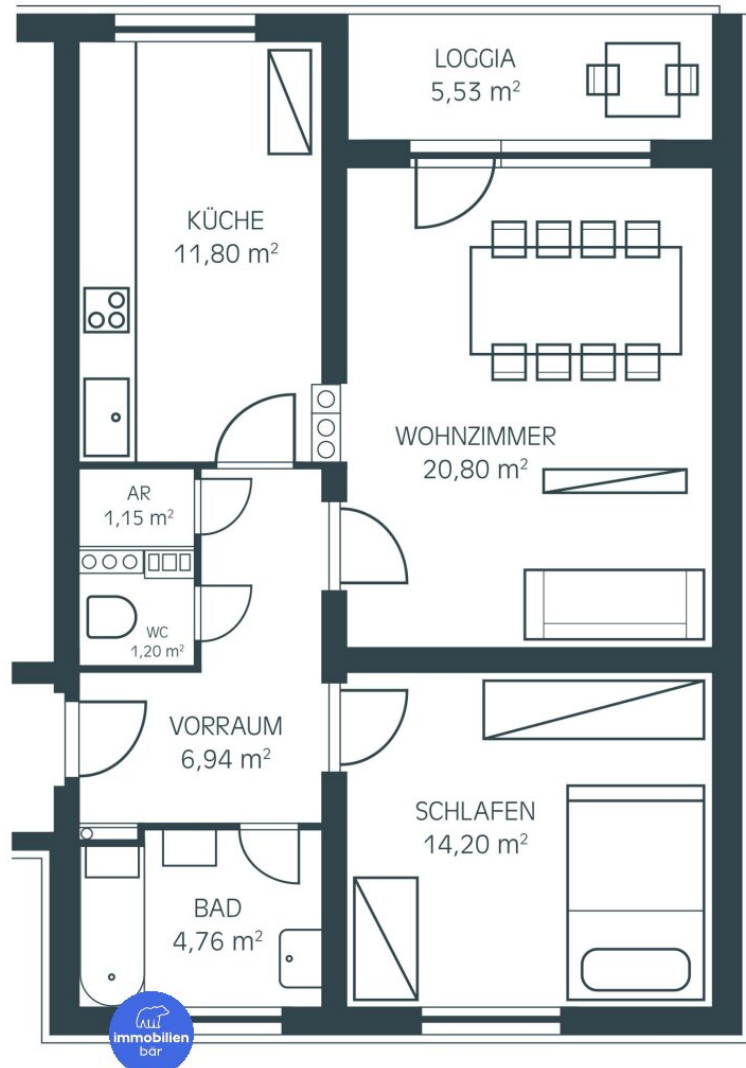 LOGGIA
5,53 m²
KÜCHE
11,80 m²
WOHNZIMMER
20,80 m²
AR
1,15 m²
WC
1,20 m²
VORRAUM
6,94 m²
SCHLAFEN
14,20 m²
BAD
4,76 m²
immobilien
bär